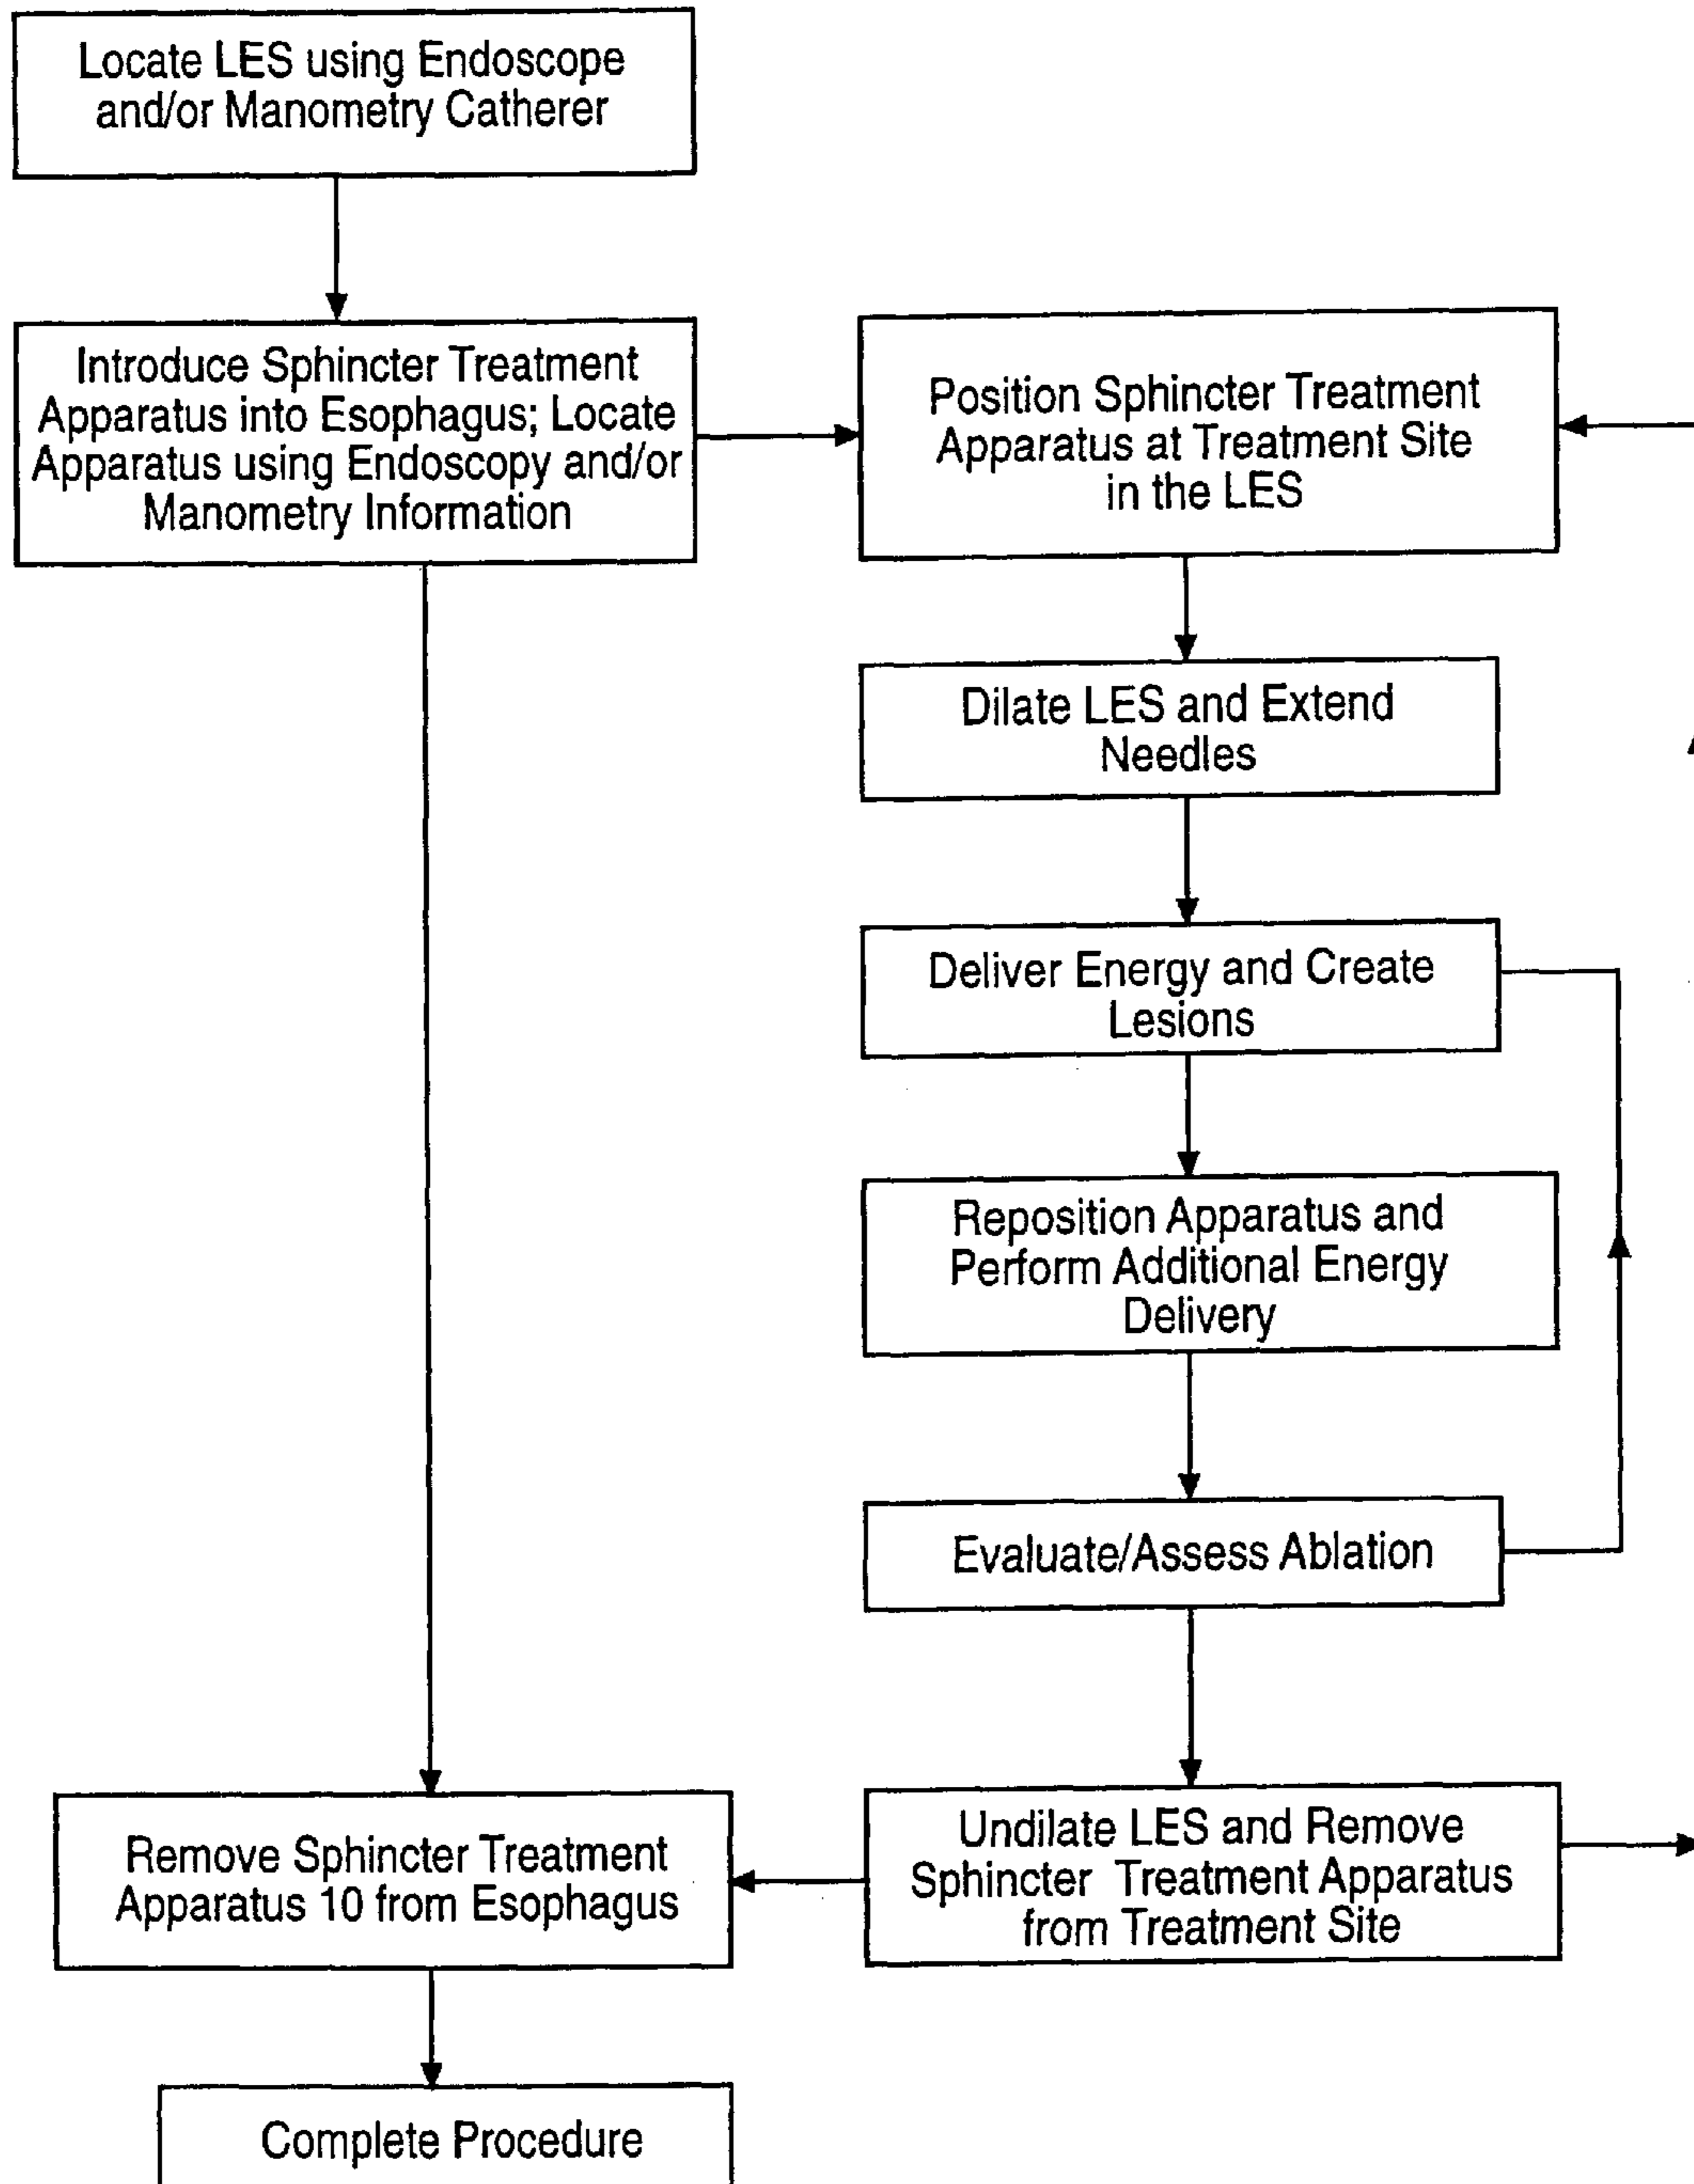 Locate LES using Endoscope
and/or Manometry Catherer
Introduce Sphincter Treatment
Apparatus into Esophagus; Locate
Apparatus using Endoscopy and/or
Manometry Information
Position Sphincter Treatment
Apparatus at Treatment Site
in the LES
Dilate LES and Extend
Needles
Deliver Energy and Create
Lesions
Reposition Apparatus and
Perform Additional Energy
Delivery
Evaluate/Assess Ablation
Undilate LES and Remove
Sphincter Treatment Apparatus
from Treatment Site
Remove Sphincter Treatment
Apparatus 10 from Esophagus
Complete Procedure